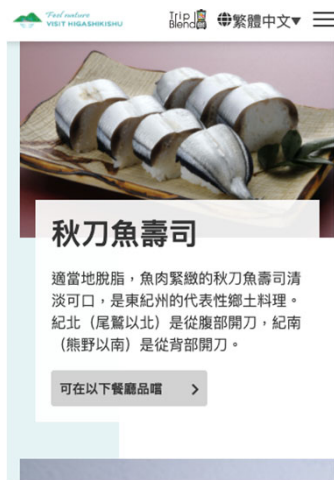 Feel nature
VISIT HIGASHIKISHU
Trip
Blend
繁體中文▼
秋刀魚壽司
適當地脫脂，魚肉緊緻的秋刀魚壽司清
淡可口，是東紀州的代表性鄉土料理。
紀北（尾鷲以北）是從腹部開刀，紀南
（熊野以南）是從背部開刀。
可在以下餐廳品嚐